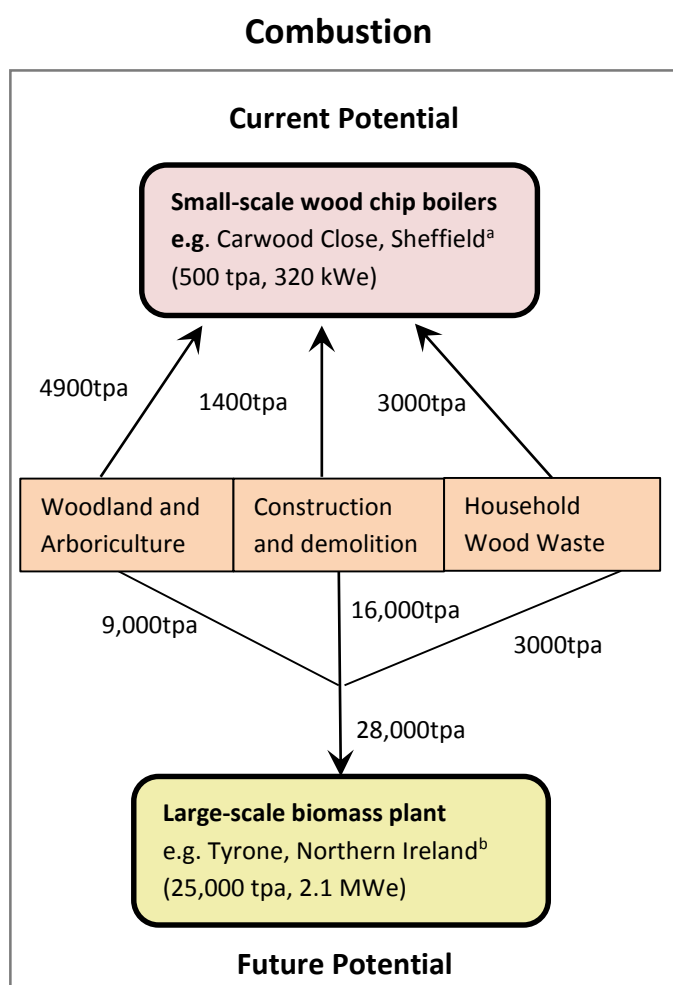 Combustion
Current Potential
Small-scale wood chip boilers
e.g. Carwood Close, Sheffieldᵃ
(500 tpa, 320 kWe)
4900tpa
1400tpa
3000tpa
Woodland and
Arboriculture
Construction
and demolition
Household
Wood Waste
9,000tpa
16,000tpa
3000tpa
28,000tpa
Large-scale biomass plant
e.g. Tyrone, Northern Irelandᵇ
(25,000 tpa, 2.1 MWe)
Future Potential